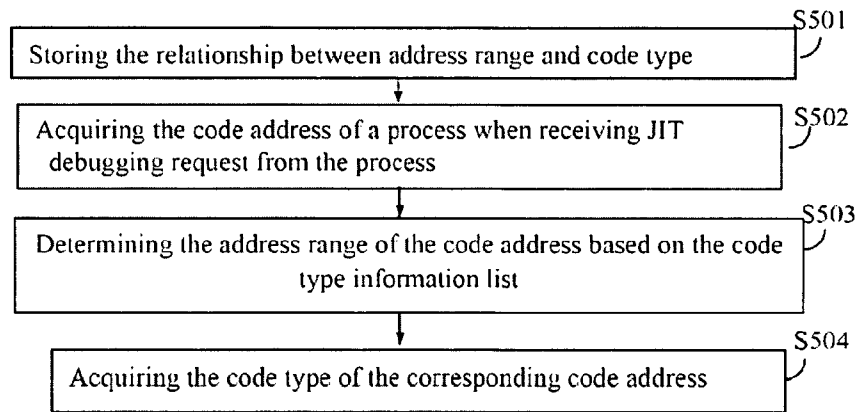 S501
Storing the relationship between address range and code type
S502
Acquiring the code address of a process when receiving JIT
debugging request from the process
S503
Determining the address range of the code address based on the code
type information list
S504
Acquiring the code type of the corresponding code address